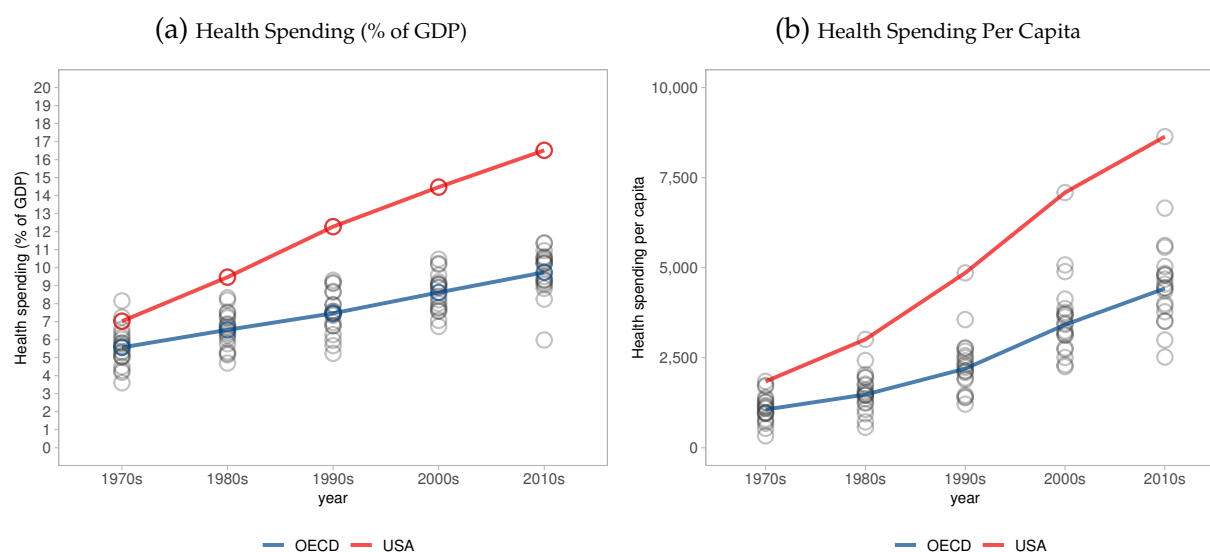 (a) Health Spending (% of GDP)
Health spending (% of GDP)
20
19
18
17
16
15
14
13
12
11
10
9
8
7
6
5
4
3
2
1
0
1970s 1980s 1990s 2000s 2010s
year
OECD USA
(b) Health Spending Per Capita
Health spending per capita
10,000
7,500
5,000
2,500
0
1970s 1980s 1990s 2000s 2010s
year
OECD USA